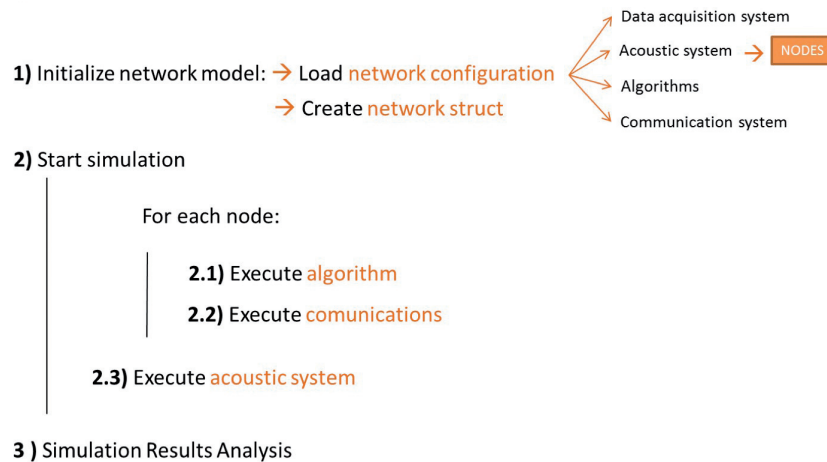 1) Initialize network model: → Load network configuration
→ Create network struct
Data acquisition system
Acoustic system → NODES
Algorithms
Communication system
2) Start simulation
For each node:
2.1) Execute algorithm
2.2) Execute comunications
2.3) Execute acoustic system
3 ) Simulation Results Analysis